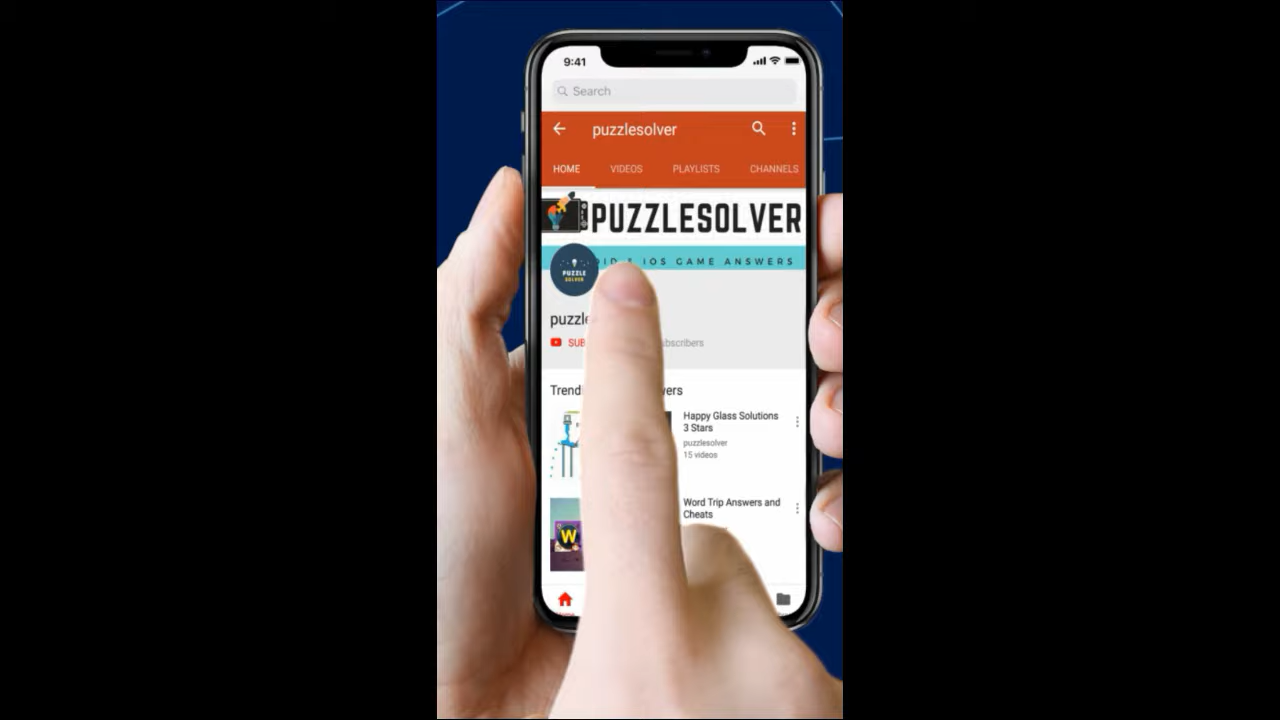 9:41
Search
puzzlesolver
HOME VIDEOS PLAYLISTS CHANNELS
PUZZLESOLVER
IOS GAME ANSWERS
PUZZLE
SOLVER
Happy Glass Solutions
3 Stars
puzzlesolver
15 videos
Word Trip Answers and
Cheats
W